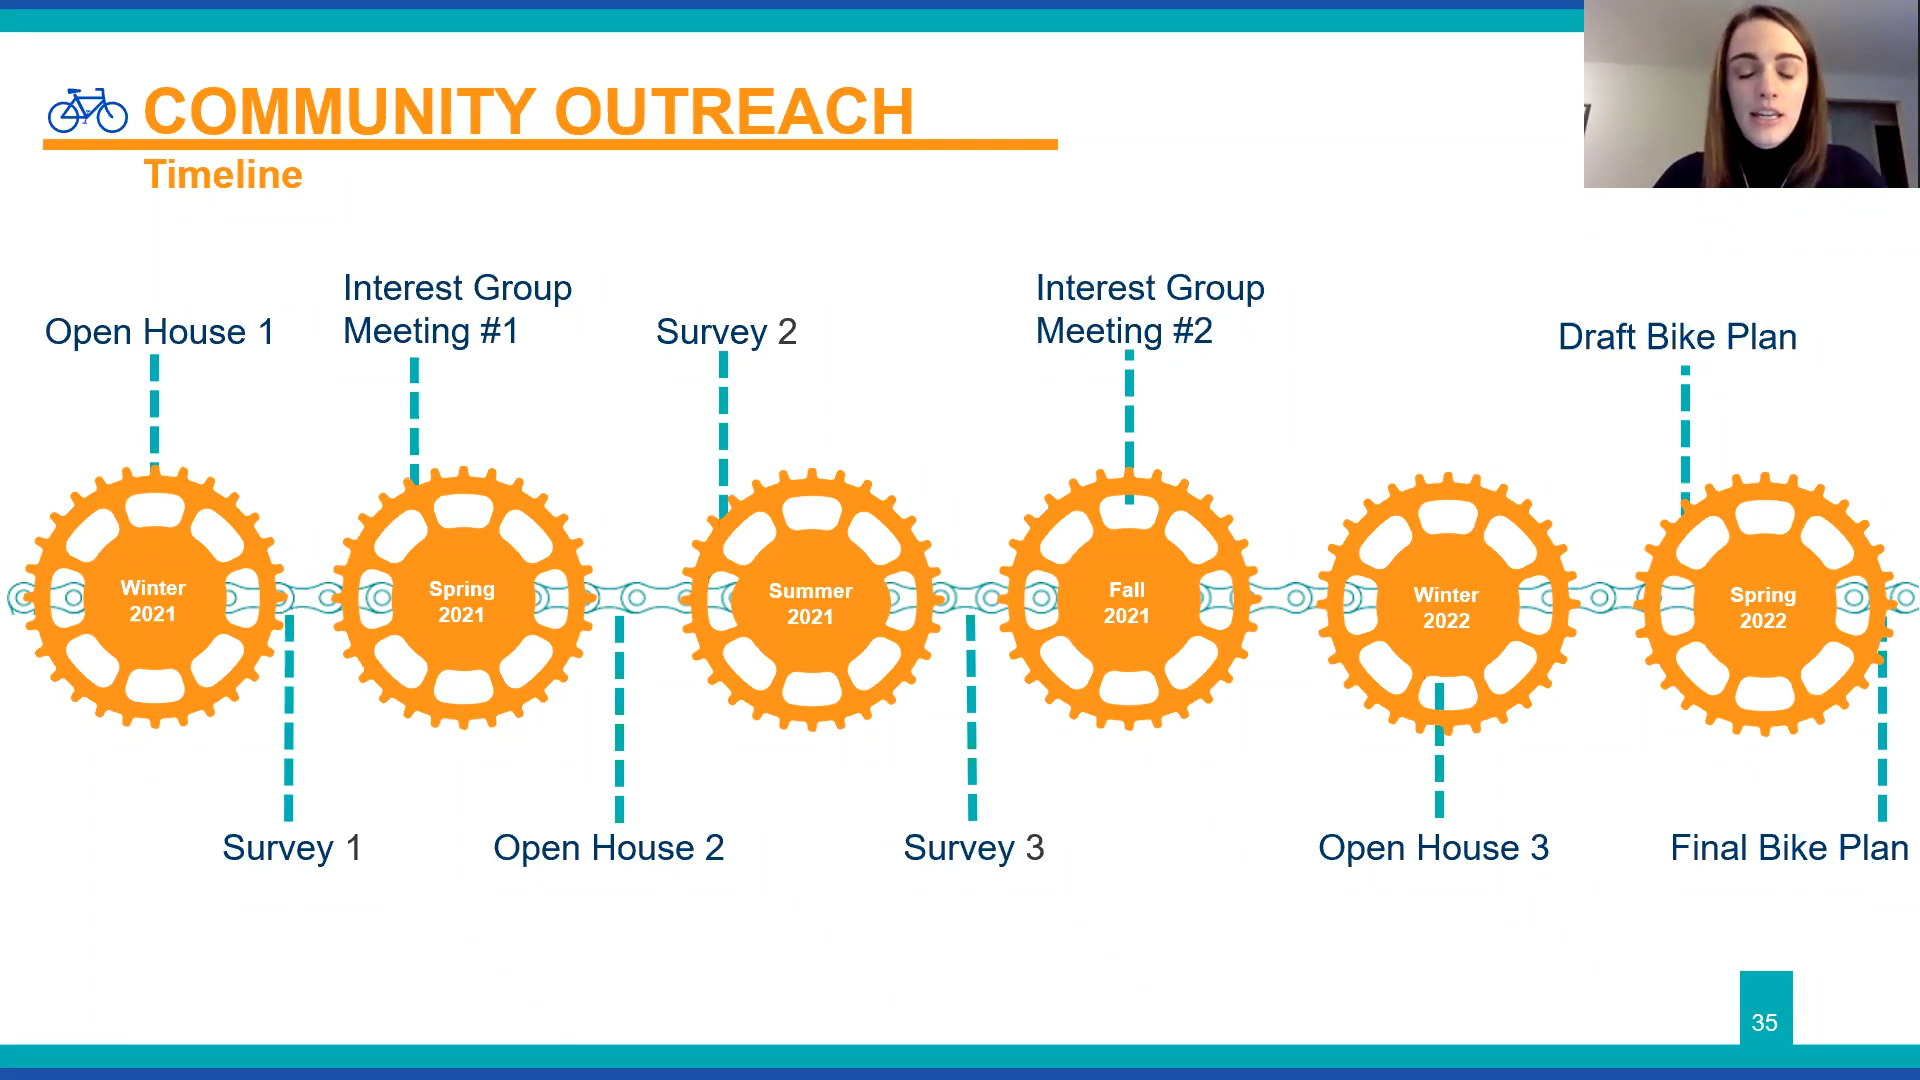 COMMUNITY OUTREACH
Timeline
Open House 1
Interest Group
Meeting #1
Survey 2
Interest Group
Meeting #2
Draft Bike Plan
Winter
2021
Spring
2021
Summer
2021
Fall
2021
Winter
2022
Spring
2022
Survey 1
Open House 2
Survey 3
Open House 3
Final Bike Plan
35